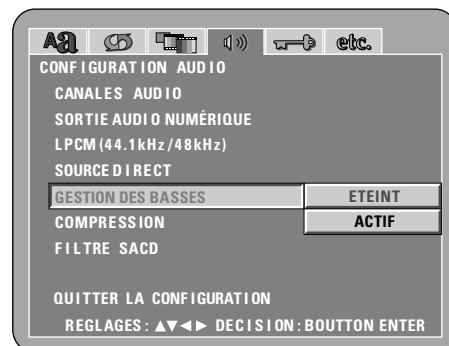 Aa etc.
CONFIGURATION AUDIO
CANALES AUDIO
SORTIE AUDIO NUMÉRIQUE
LPCM (44.1kHz/48kHz)
SOURCE DIRECT
GESTION DES BASSES ETEINT
COMPRESSION ACTIF
FILTRE SACD
QUITTER LA CONFIGURATION
REGLAGES: ▲▼◄► DECISION: BOUTTON ENTER